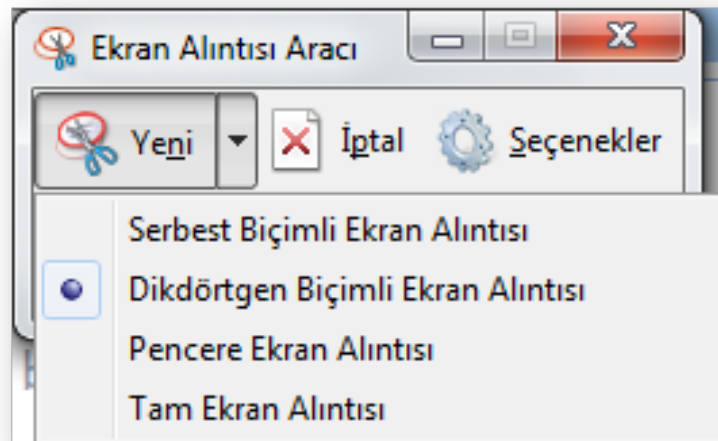 Ekran Alıntısı Aracı
Yeni İptal Seçenekler
Serbest Biçimli Ekran Alıntısı
Dikdörtgen Biçimli Ekran Alıntısı
Pencere Ekran Alıntısı
Tam Ekran Alıntısı